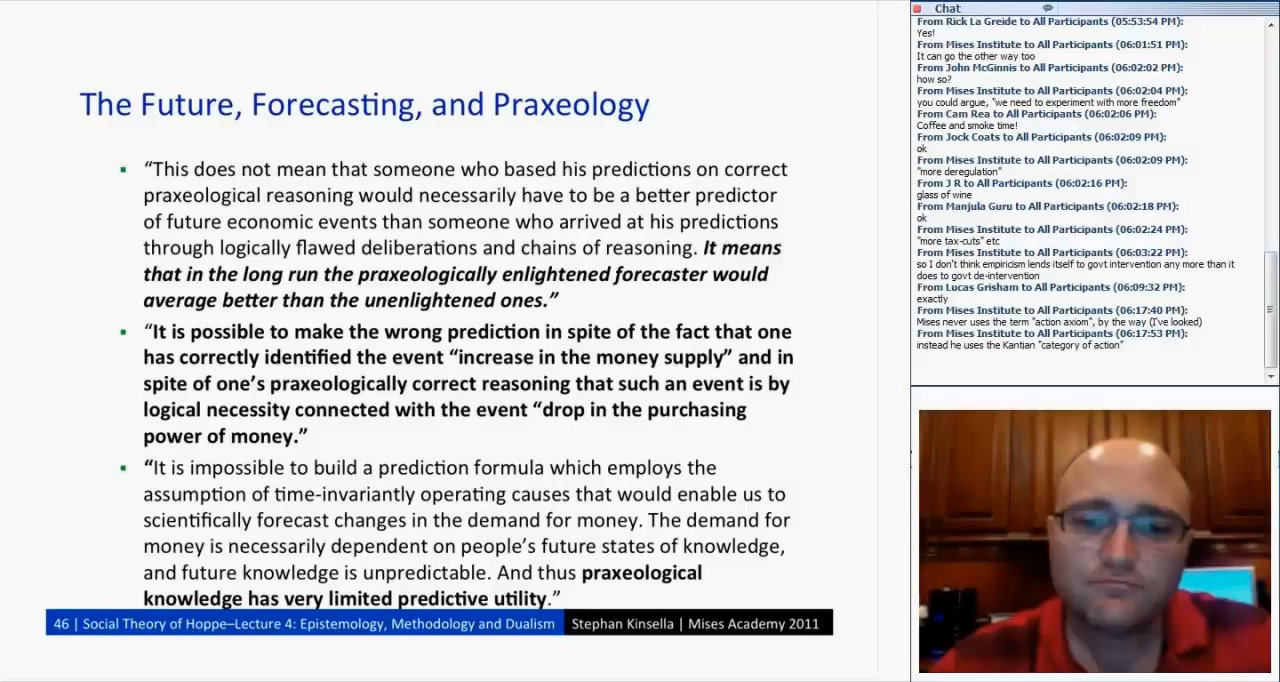 The Future, Forecasting, and Praxeology
“This does not mean that someone who based his predictions on correct
praxeological reasoning would necessarily have to be a better predictor
of future economic events than someone who arrived at his predictions
through logically flawed deliberations and chains of reasoning. It means
that in the long run the praxeologically enlightened forecaster would
average better than the unenlightened ones.”
“It is possible to make the wrong prediction in spite of the fact that one
has correctly identified the event “increase in the money supply” and in
spite of one’s praxeologically correct reasoning that such an event is by
logical necessity connected with the event “drop in the purchasing
power of money.”
“It is impossible to build a prediction formula which employs the
assumption of time-invariantly operating causes that would enable us to
scientifically forecast changes in the demand for money. The demand for
money is necessarily dependent on people’s future states of knowledge,
and future knowledge is unpredictable. And thus praxeological
knowledge has very limited predictive utility.”
46 | Social Theory of Hoppe–Lecture 4: Epistemology, Methodology and Dualism
Stephan Kinsella | Mises Academy 2011
Chat
From Rick La Greide to All Participants (05:53:54 PM):
Yes!
From Mises Institute to All Participants (06:01:51 PM):
It can go the other way too
From John McGinnis to All Participants (06:02:02 PM):
how so?
From Mises Institute to All Participants (06:02:04 PM):
you could argue, "we need to experiment with more freedom"
From Cam Rea to All Participants (06:02:06 PM):
Coffee and smoke time!
From Jock Coats to All Participants (06:02:09 PM):
ok
From Mises Institute to All Participants (06:02:09 PM):
"more deregulation"
From J R to All Participants (06:02:16 PM):
glass of wine
From Manjula Guru to All Participants (06:02:18 PM):
ok
From Mises Institute to All Participants (06:02:24 PM):
"more tax-cuts" etc
From Mises Institute to All Participants (06:03:22 PM):
so I don't think empiricism lends itself to govt intervention any more than it
does to govt de-intervention
From Lucas Grisham to All Participants (06:09:32 PM):
exactly
From Mises Institute to All Participants (06:17:40 PM):
Mises never uses the term "action axiom", by the way (I've looked)
From Mises Institute to All Participants (06:17:53 PM):
instead he uses the Kantian "category of action"